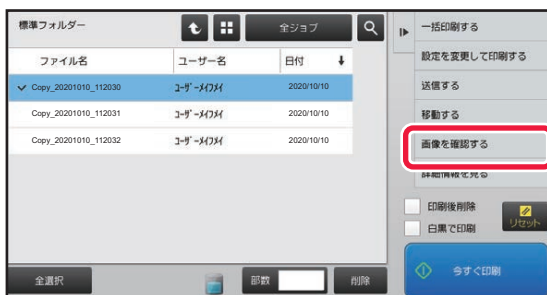 標準フォルダー
全ジョブ
ファイル名 ユーザー名 日付
Copy_20201010_112030 ユーザーメイフメイ 2020/10/10
Copy_20201010_112031 ユーザーメイフメイ 2020/10/10
Copy_20201010_112032 ユーザーメイフメイ 2020/10/10
全選択
部数
削除
一括印刷する
設定を変更して印刷する
送信する
移動する
画像を確認する
詳細情報を見る
印刷後削除
白黒で印刷
リセット
今すぐ印刷